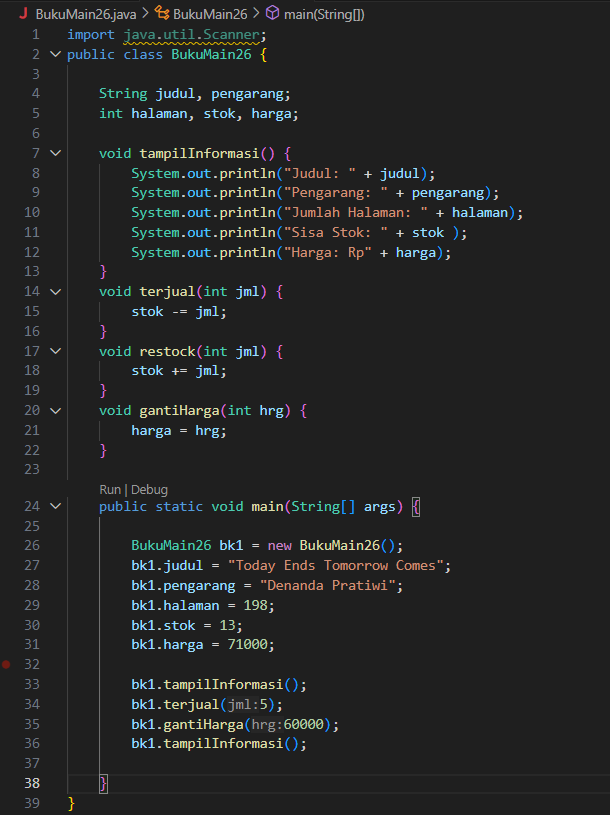 BukuMain26.java > BukuMain26 > main(String[])
1 import java.util.Scanner;
2 public class BukuMain26 {
3
4 String judul, pengarang;
5 int halaman, stok, harga;
6
7 void tampilInformasi() {
8 System.out.println("Judul: " + judul);
9 System.out.println("Pengarang: " + pengarang);
10 System.out.println("Jumlah Halaman: " + halaman);
11 System.out.println("Sisa Stok: " + stok );
12 System.out.println("Harga: Rp" + harga);
13 }
14 void terjual(int jml) {
15 stok -= jml;
16 }
17 void restock(int jml) {
18 stok += jml;
19 }
20 void gantiHarga(int hrg) {
21 harga = hrg;
22 }
23
Run | Debug
24 public static void main(String[] args) {
25
26 BukuMain26 bk1 = new BukuMain26();
27 bk1.judul = "Today Ends Tomorrow Comes";
28 bk1.pengarang = "Denanda Pratiwi";
29 bk1.halaman = 198;
30 bk1.stok = 13;
31 bk1.harga = 71000;
32
33 bk1.tampilInformasi();
34 bk1.terjual(jml:5);
35 bk1.gantiHarga(hrg:60000);
36 bk1.tampilInformasi();
37
38 }
39 }